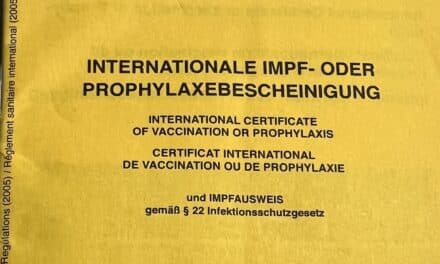 INTERNATIONALE IMPF- ODER
PROPHYLAXEBESCHEINIGUNG
INTERNATIONAL CERTIFICATE
OF VACCINATION OR PROPHYLAXIS
CERTIFICAT INTERNATIONAL
DE VACCINATION OU DE PROPHYLAXIE
und IMPFAUSWEIS
gemäß § 22 Infektionsschutzgesetz
Regulations (2005) / Règlement sanitaire international (2005)